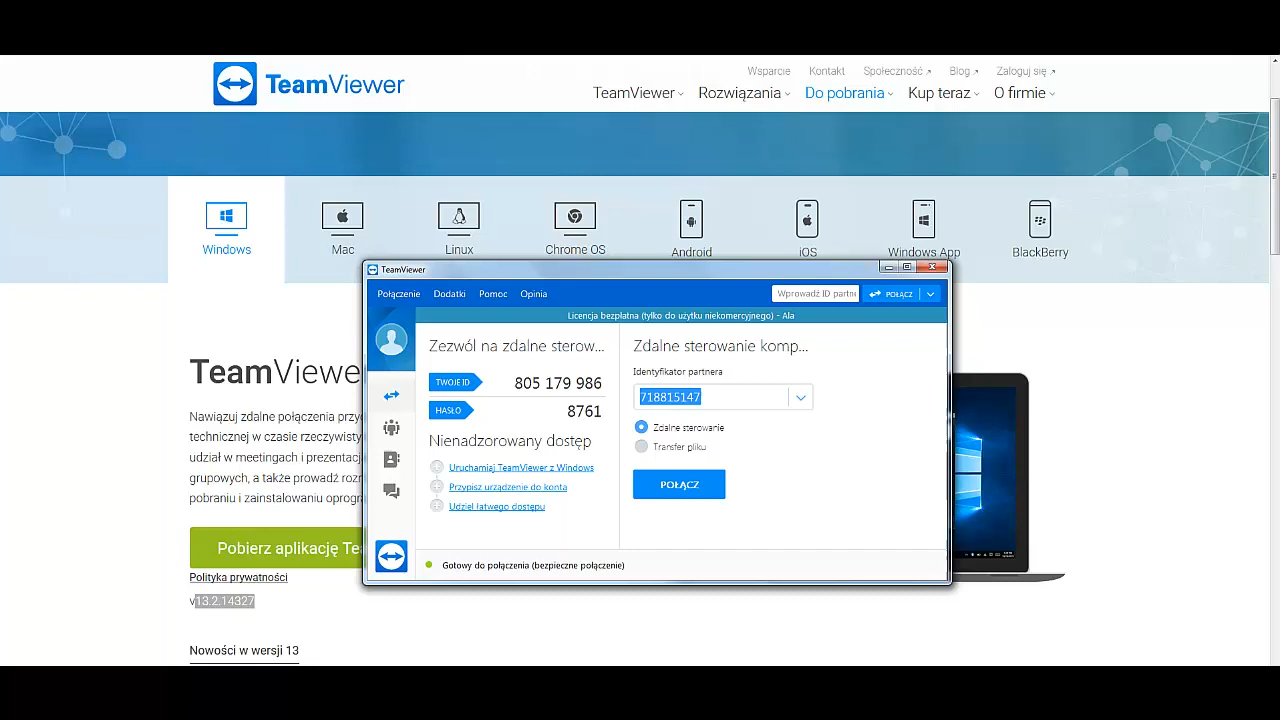 TeamViewer
Wsparcie Kontakt Społeczność Blog Zaloguj się
TeamViewer Rozwiązania Do pobrania Kup teraz O firmie
Windows Mac Linux Chrome OS Android iOS Windows App BlackBerry
TeamViewe
Nawiązuj zdalne połączenia
technicznej w czasie rzeczywisty
udział w meetingach i prezentac
grupowych, a także prowadź
pobraniu i zainstalowaniu oprog
Pobierz aplikację Te
Polityka prywatności
v13.2.14327
Nowości w wersji 13
TeamViewer
Połączenie Dodatki Pomoc Opinia
Wprowadź ID partne
POŁĄCZ
Licencja bezpłatna (tylko do użytku niekomercyjnego) - Ala
Zezwól na zdalne sterow...
TWOJE ID 805 179 986
HASŁO 8761
Nienadzorowany dostęp
Uruchamiaj TeamViewer z Windows
Przypisz urządzenie do konta
Udziel łatwego dostępu
Zdalne sterowanie komp...
Identyfikator partnera
718815147
Zdalne sterowanie
Transfer pliku
POŁĄCZ
Gotowy do połączenia (bezpieczne połączenie)